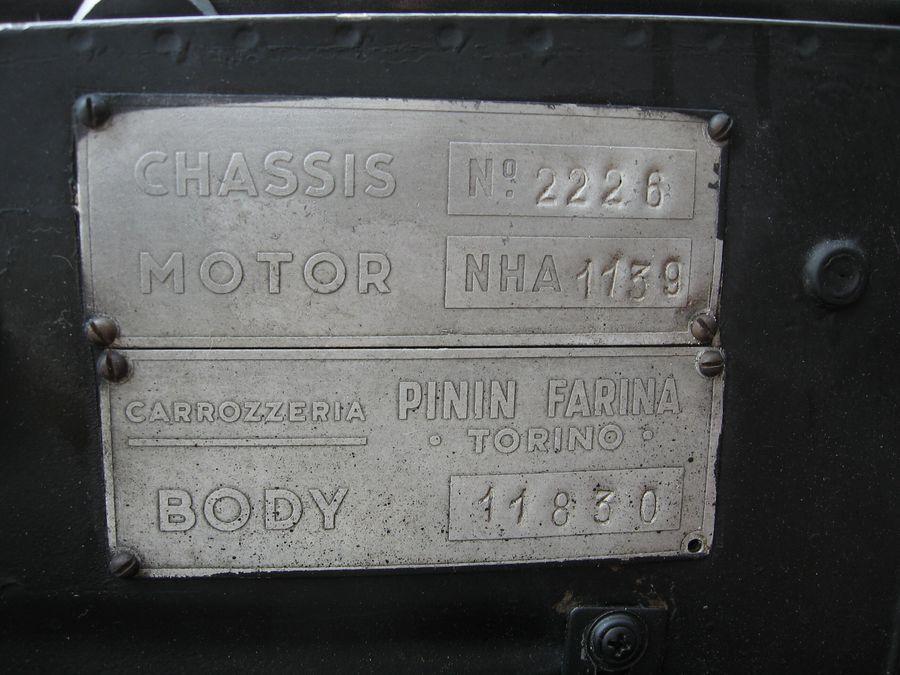 CHASSIS Nº. 2226
MOTOR NHA 1139
CARROZZERIA PININ FARINA
• TORINO •
BODY 11830